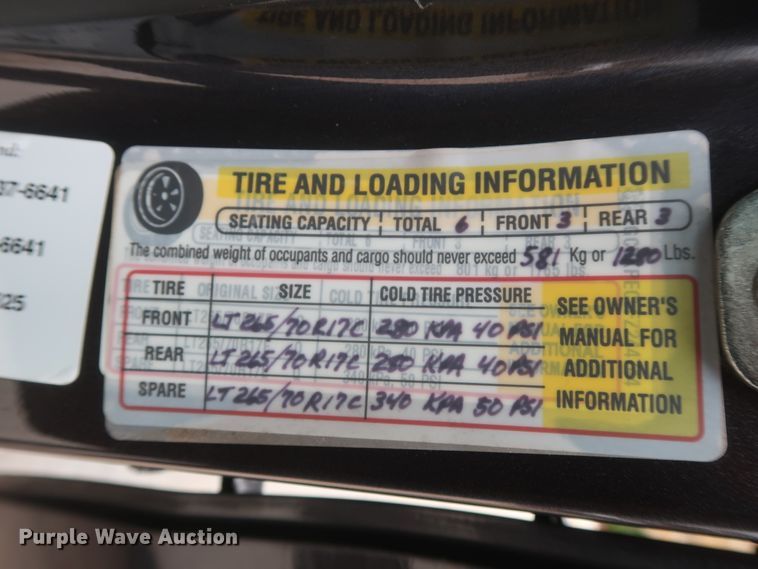 TIRE AND LOADING INFORMATION
SEATING CAPACITY TOTAL 6 FRONT 3 REAR 3
The combined weight of occupants and cargo should never exceed 581 Kg or 1280 Lbs.
TIRE SIZE COLD TIRE PRESSURE
FRONT LT265/70R17C 280 KPA 40 PSI
REAR LT265/70R17C 280 KPA 40 PSI
SPARE LT265/70R17C 340 KPA 50 PSI
SEE OWNER'S
MANUAL FOR
ADDITIONAL
INFORMATION
37-6641
6641
Purple Wave Auction